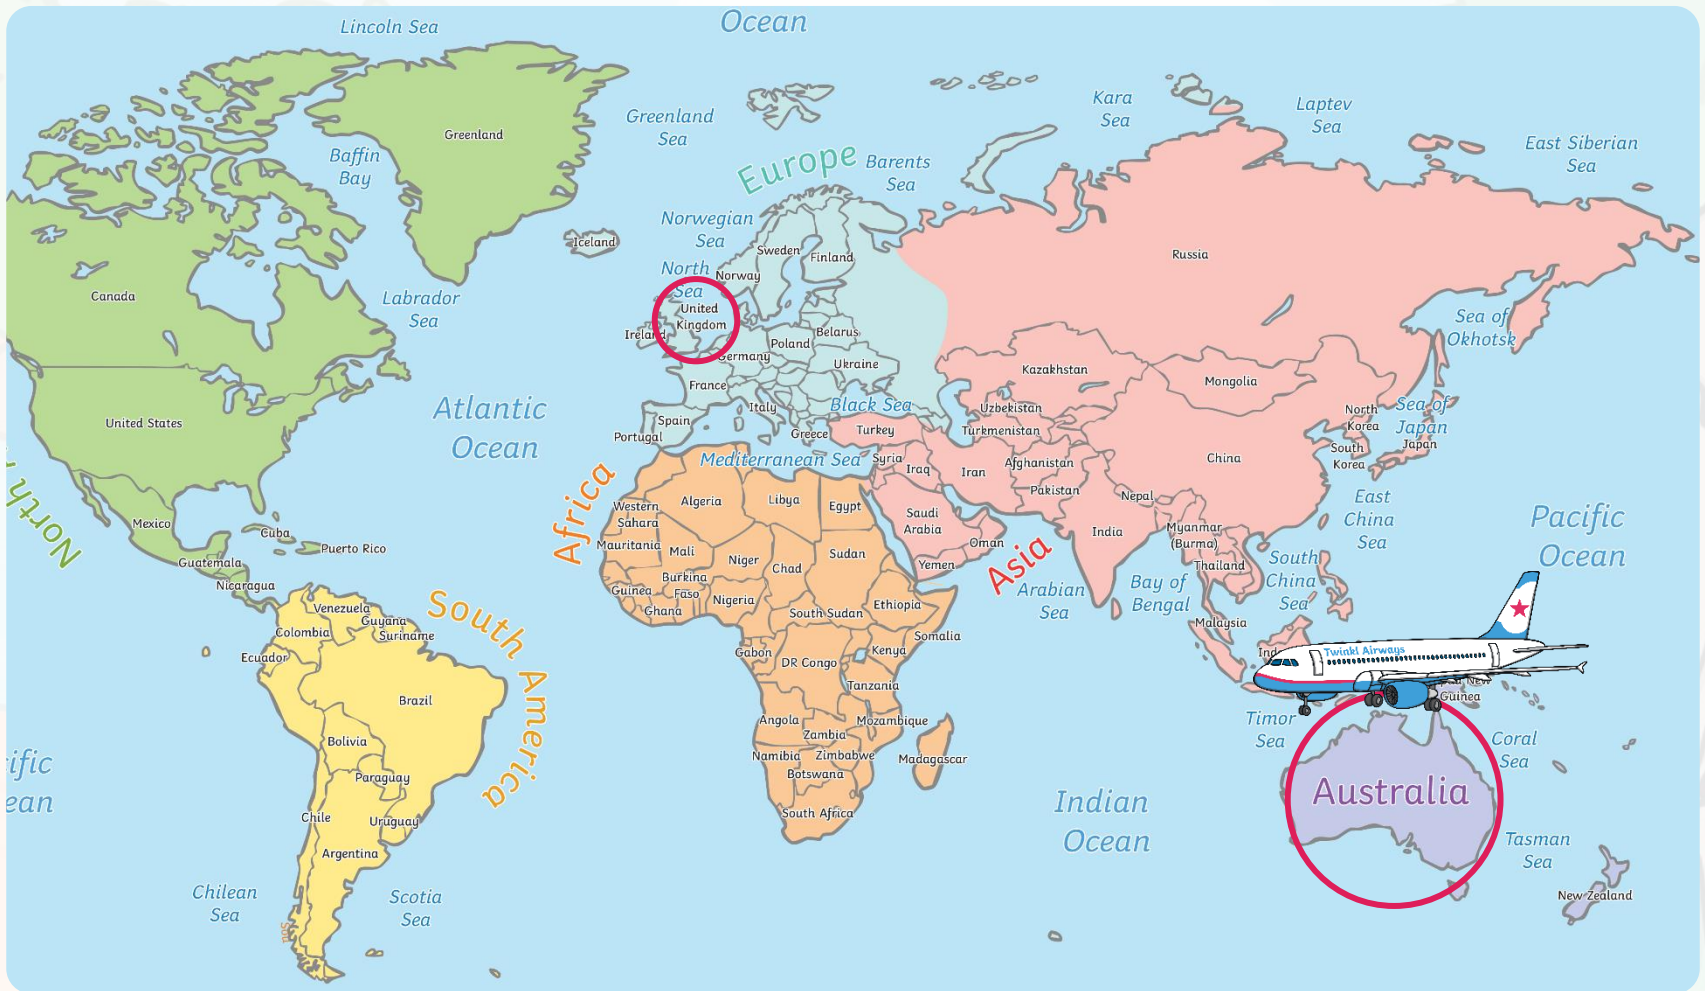 Lincoln Sea
Ocean
Greenland
Sea
Kara
Sea
Laptev
Sea
East Siberian
Sea
Greenland
Baffin
Bay
Europe
Barents
Sea
Norwegian
Sea
Iceland
Sweden
Finland
Russia
North
Sea
Norway
Canada
Labrador
Sea
United
Kingdom
Ireland
Belarus
Poland
Germany
Ukraine
Sea of
Okhotsk
Kazakhstan
Mongolia
France
United States
Atlantic
Ocean
Italy
Black Sea
Uzbekistan
North
Korea
Sea of
Japan
Spain
Portugal
Greece
Turkey
Turkmenistan
South
Korea
Japan
Mediterranean Sea
Syria
Iraq
Iran
Afghanistan
China
North
Africa
Algeria
Libya
Egypt
Pakistan
Nepal
East
China
Sea
Western
Sahara
Saudi
Arabia
India
Pacific
Ocean
Mexico
Cuba
Puerto Rico
Mauritania
Mali
Niger
Chad
Sudan
Oman
Myanmar
(Burma)
Asia
Guatemala
Nicaragua
Yemen
Thailand
South
China
Sea
Guinea
Burkina
Faso
Ghana
Nigeria
South Sudan
Ethiopia
Arabian
Sea
Bay of
Bengal
South America
Venezuela
Guyana
Suriname
Colombia
Ecuador
Somalia
Malaysia
Gabon
DR Congo
Kenya
Ind
Twinkl Airways
Brazil
Tanzania
New
Guinea
Angola
Zambia
Mozambique
Timor
Sea
Coral
Sea
Bolivia
Namibia
Zimbabwe
Botswana
Madagascar
ific
ean
Paraguay
Australia
Chile
Uruguay
South Africa
Indian
Ocean
Argentina
Tasman
Sea
Chilean
Sea
Scotia
Sea
New Zealand